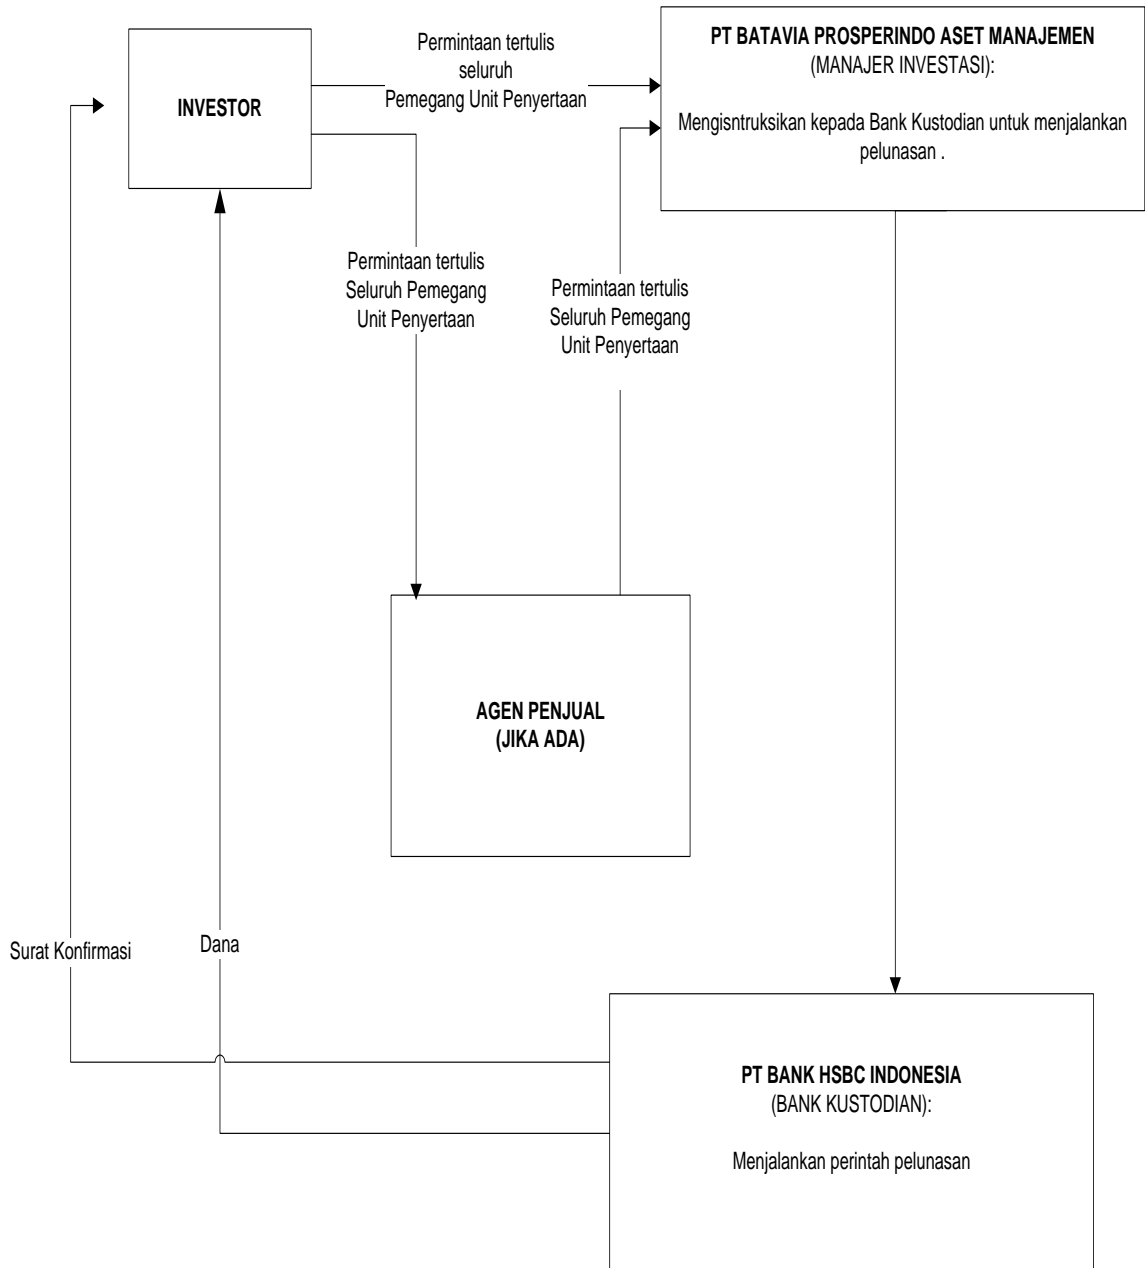 INVESTOR
Permintaan tertulis
seluruh
Pemegang Unit Penyertaan
PT BATAVIA PROSPERINDO ASET MANAJEMEN
(MANAJER INVESTASI):
Mengisntruksikan kepada Bank Kustodian untuk menjalankan
pelunasan .
Permintaan tertulis
Seluruh Pemegang
Unit Penyertaan
Permintaan tertulis
Seluruh Pemegang
Unit Penyertaan
AGEN PENJUAL
(JIKA ADA)
Surat Konfirmasi
Dana
PT BANK HSBC INDONESIA
(BANK KUSTODIAN):
Menjalankan perintah pelunasan